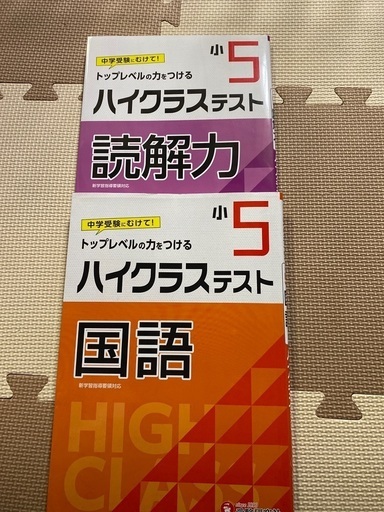 中学受験にむけて!
小5
トップレベルの力をつける
ハイクラステスト
読解力
新学習指導要領対応
中学受験にむけて!
小5
トップレベルの力をつける
ハイクラステスト
国語
新学習指導要領対応
HIGH
CLASS